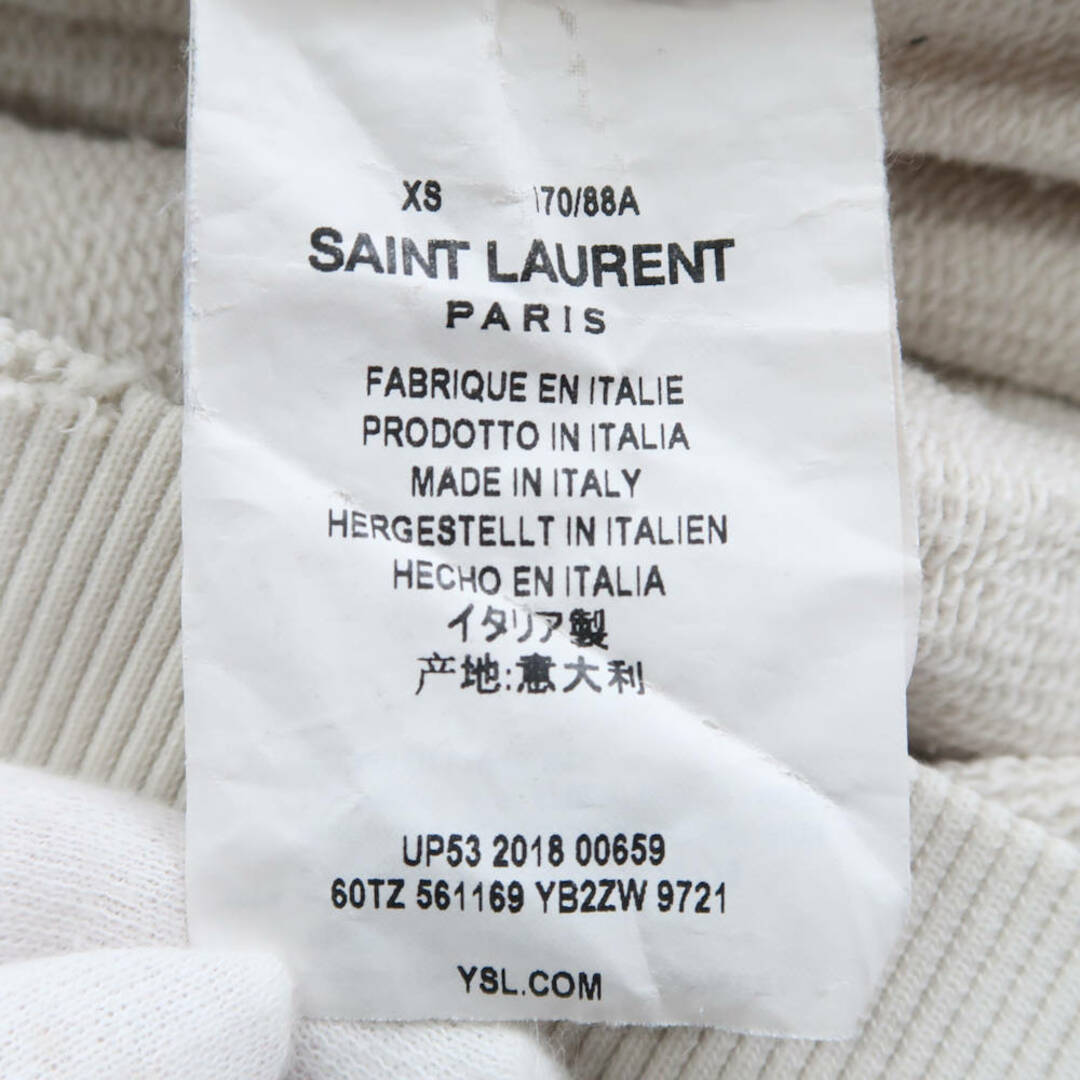 XS 170/88A
SAINT LAURENT
PARIS
FABRIQUE EN ITALIE
PRODOTTO IN ITALIA
MADE IN ITALY
HERGESTELLT IN ITALIEN
HECHO EN ITALIA
イタリア製
产地:意大利
UP53 2018 00659
60TZ 561169 YB2ZW 9721
YSL.COM